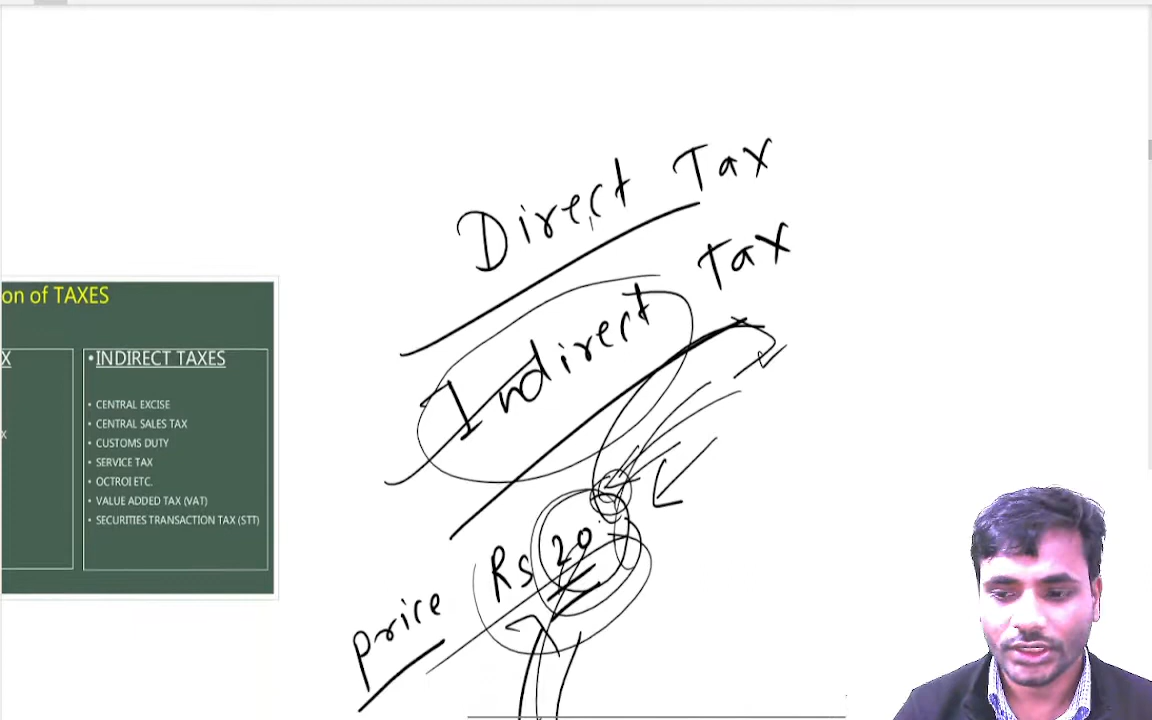 Direct Tax
Indirect Tax
price Rs 20
on of TAXES
X
X
•INDIRECT TAXES
• CENTRAL EXCISE
• CENTRAL SALES TAX
• CUSTOMS DUTY
• SERVICE TAX
• OCTROI ETC.
• VALUE ADDED TAX (VAT)
• SECURITIES TRANSACTION TAX (STT)